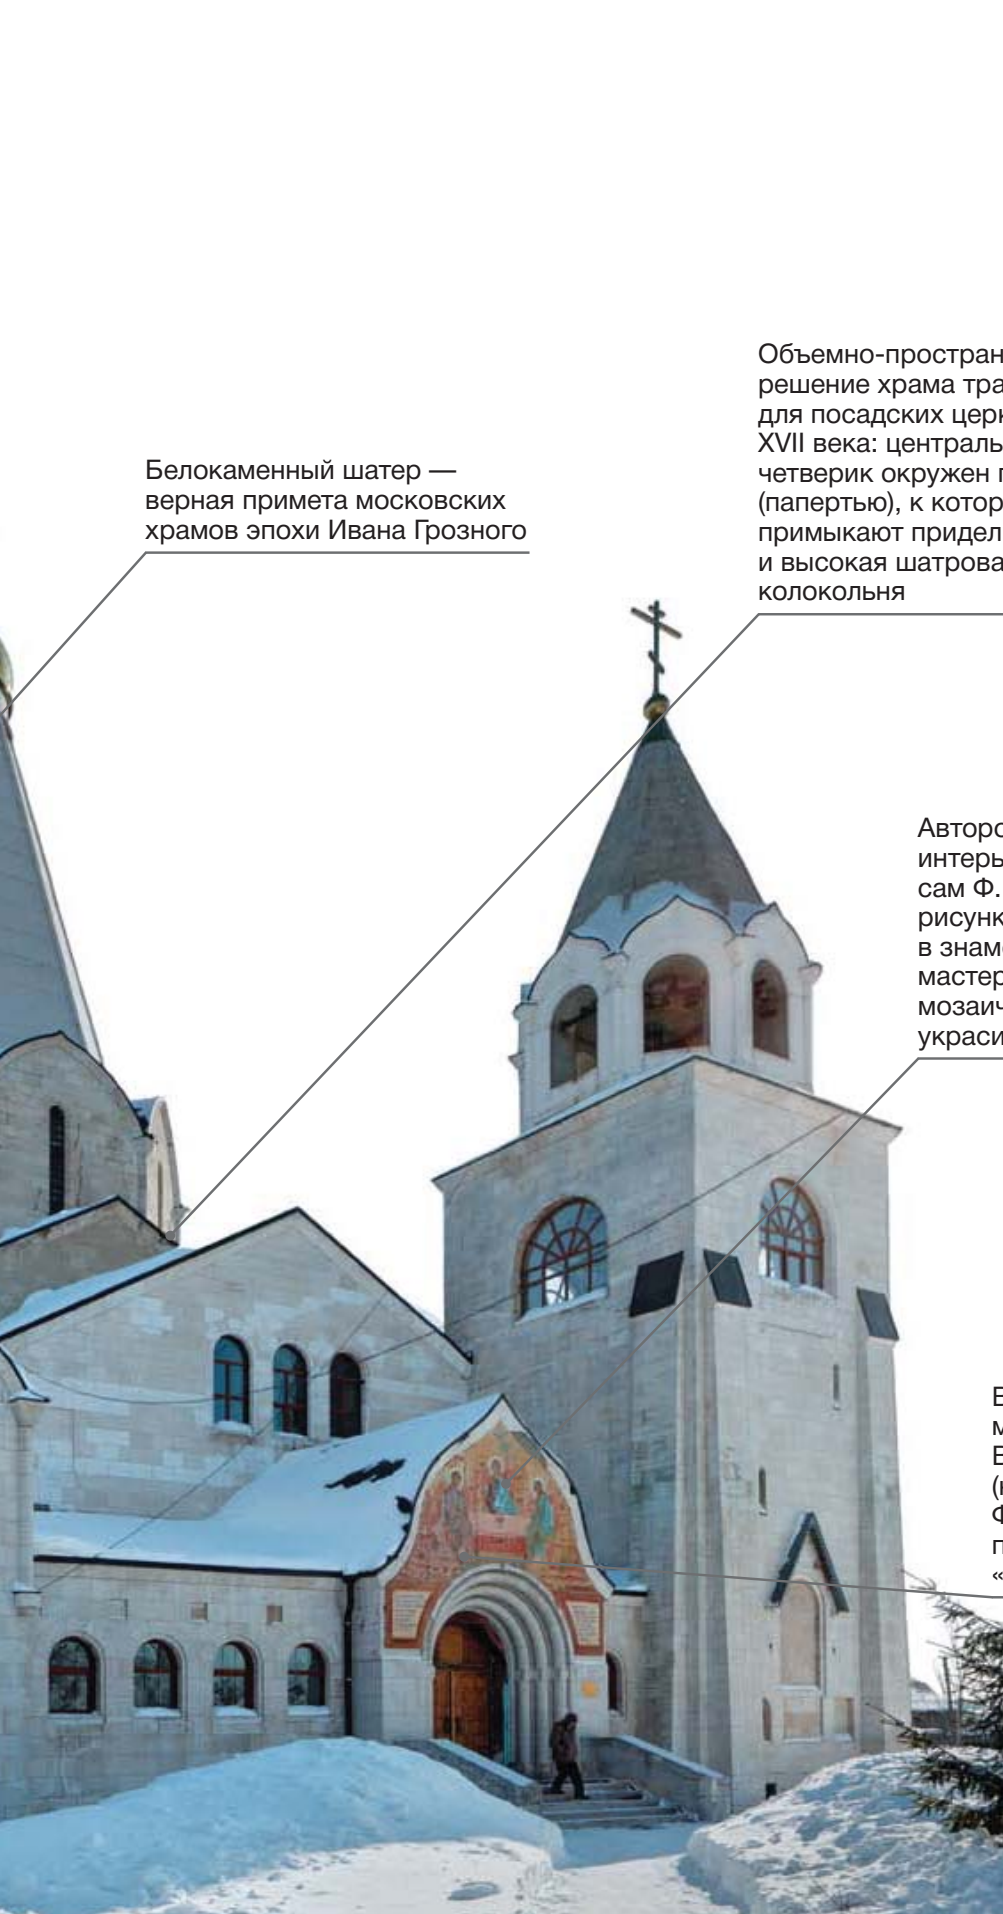 Белокаменный шатер —
верная примета московских
храмов эпохи Ивана Грозного
Объемно-простран
решение храма тра
для посадских церк
XVII века: централь
четверик окружен п
(папертью), к котор
примыкают придел
и высокая шатрова
колокольня
Авторс
интерь
сам Ф.
рисунк
в знам
мастер
мозаич
украси